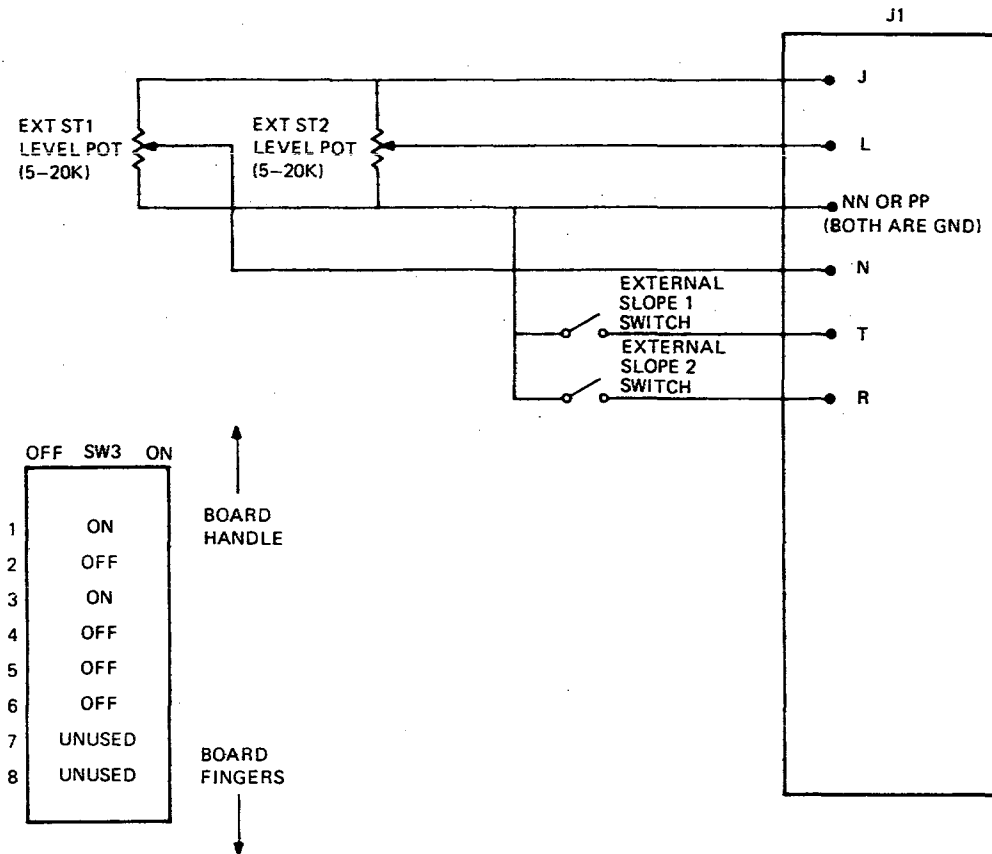 J1
J
EXT ST1
LEVEL POT
(5–20K)
EXT ST2
LEVEL POT
(5–20K)
L
NN OR PP
(BOTH ARE GND)
N
EXTERNAL
SLOPE 1
SWITCH
T
EXTERNAL
SLOPE 2
SWITCH
R
OFF SW3 ON
1 ON
2 OFF
3 ON
4 OFF
5 OFF
6 OFF
7 UNUSED
8 UNUSED
BOARD
HANDLE
BOARD
FINGERS